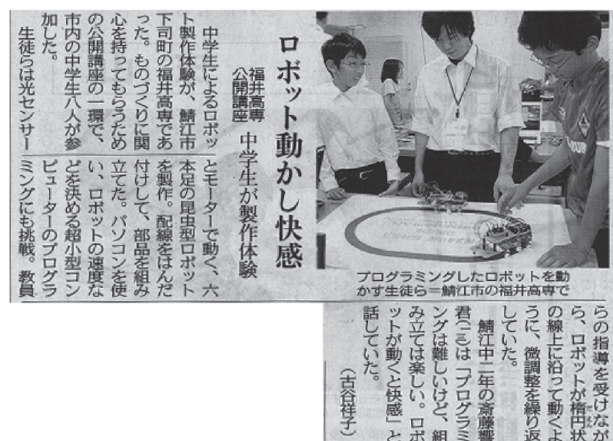 ロボット動かし快感
福井高専
公開講座
中学生が製作体験
中学生によるロボッ
ト製作体験が、鯖江市
下司町の福井高専であ
った。ものづくりに関
心を持ってもらうため
の公開講座の一環で、
市内の中学生八人が参
加した。
生徒らは光センサー
とモーターで動く、六
本足の昆虫型ロボット
を製作。配線をはんだ
付けして、部品を組み
立てた。パソコンを使
い、ロボットの速度な
どを決める超小型コン
ピューターのプログラ
ミングにも挑戦。教員
らの指導を受けなが
ら、ロボットが楕円状
の線上に沿って動くよ
うに、微調整を繰り返
していた。
鯖江中二年の斎藤響
君(一三)は「プログラミ
ングは難しいけど、組
み立ては楽しい。ロボ
ットが動くと快感」と
話していた。
(古谷祥子)
プログラミングしたロボットを動
かす生徒ら=鯖江市の福井高専で